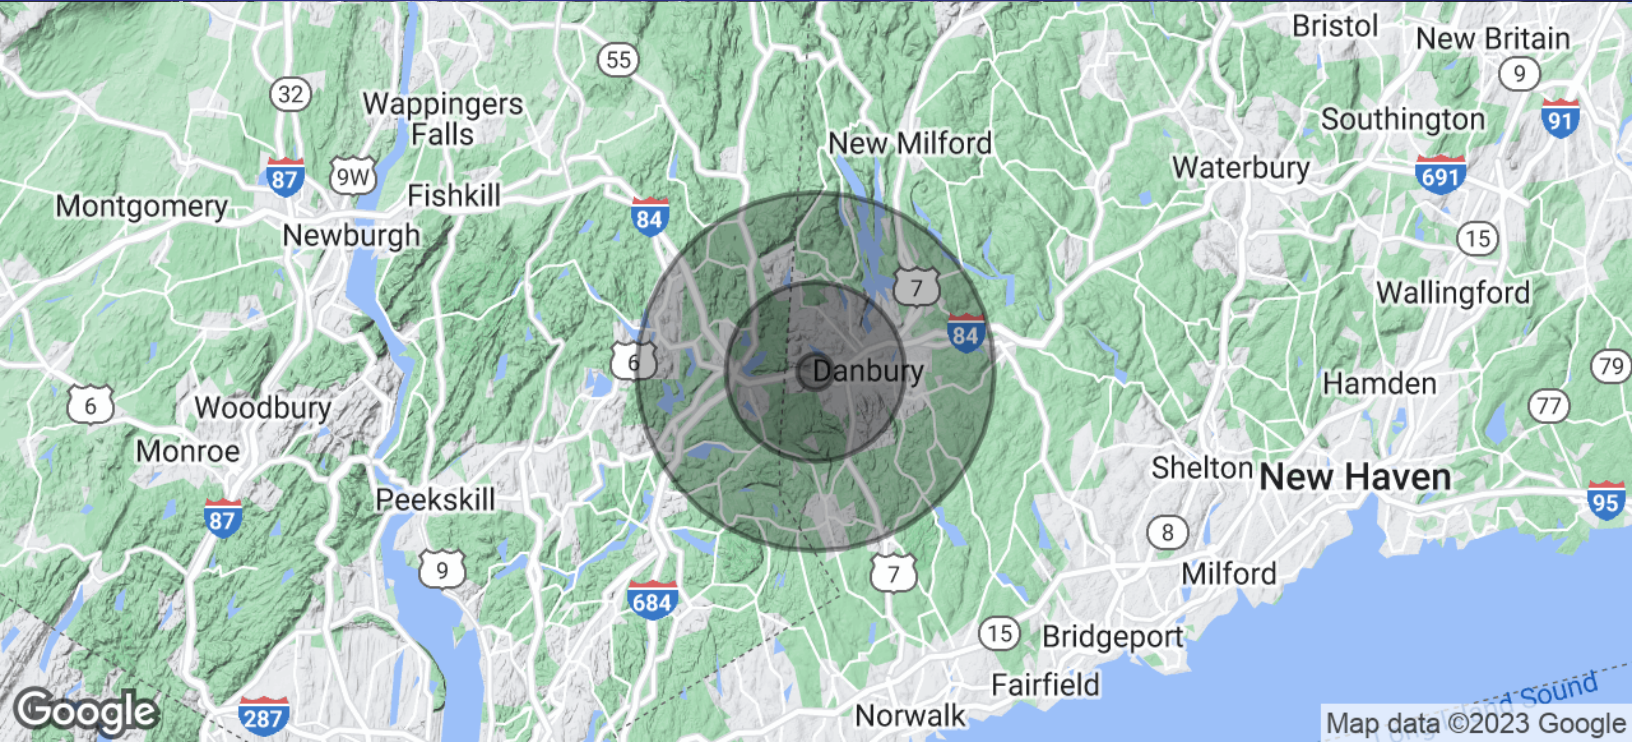 Bristol
New Britain
9
55
32
Wappingers
Falls
91
Southington
New Milford
Waterbury
87
9W
691
Fishkill
Montgomery
84
Newburgh
15
7
Wallingford
84
6
Danbury
79
Hamden
6
77
Woodbury
Monroe
Shelton
New Haven
Peekskill
95
87
8
9
7
Milford
684
15
Bridgeport
Fairfield
Google
287
Norwalk
Long Island Sound
Map data ©2023 Google